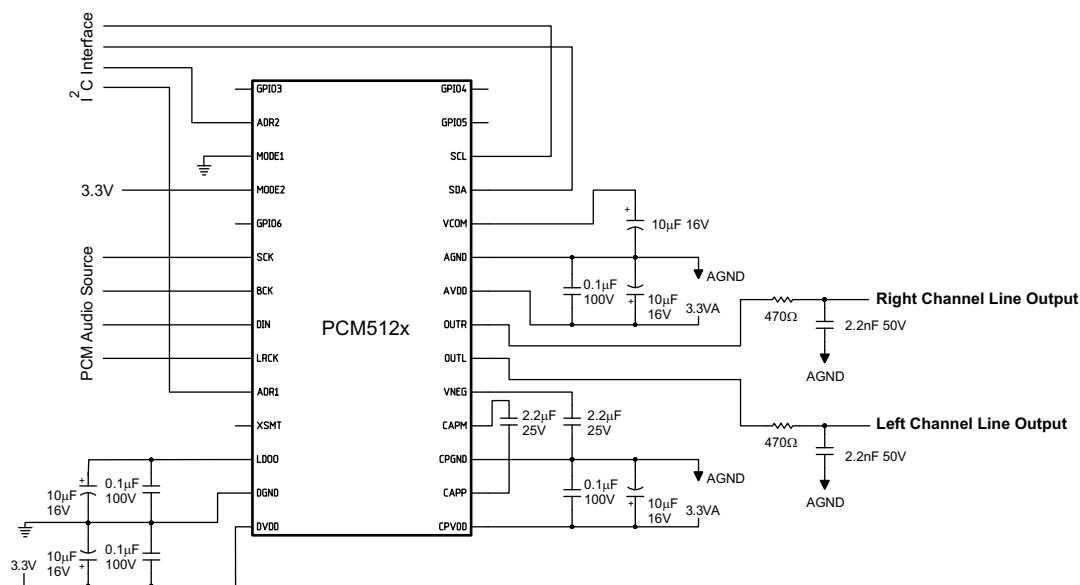 I2C Interface
GPIO3
ADR2
MODE1
3.3V
MODE2
GPIO6
PCM Audio Source
SCK
BCK
DIN
LRCK
ADR1
XSMT
LDOO
DGND
DVDD
PCM512x
GPIO4
GPIO5
SCL
SDA
VCOM
AGND
AVDD
OUTR
OUTL
VNEG
CAPM
CPGND
CAPP
CPVDD
+
10μF 16V
AGND
0.1μF
100V
+
10μF
16V
3.3VA
470Ω
Right Channel Line Output
2.2nF 50V
AGND
2.2μF
25V
2.2μF
25V
470Ω
Left Channel Line Output
2.2nF 50V
AGND
AGND
0.1μF
100V
+
10μF
16V
3.3VA
+
10μF
16V
0.1μF
100V
3.3V
10μF
16V
+
0.1μF
100V